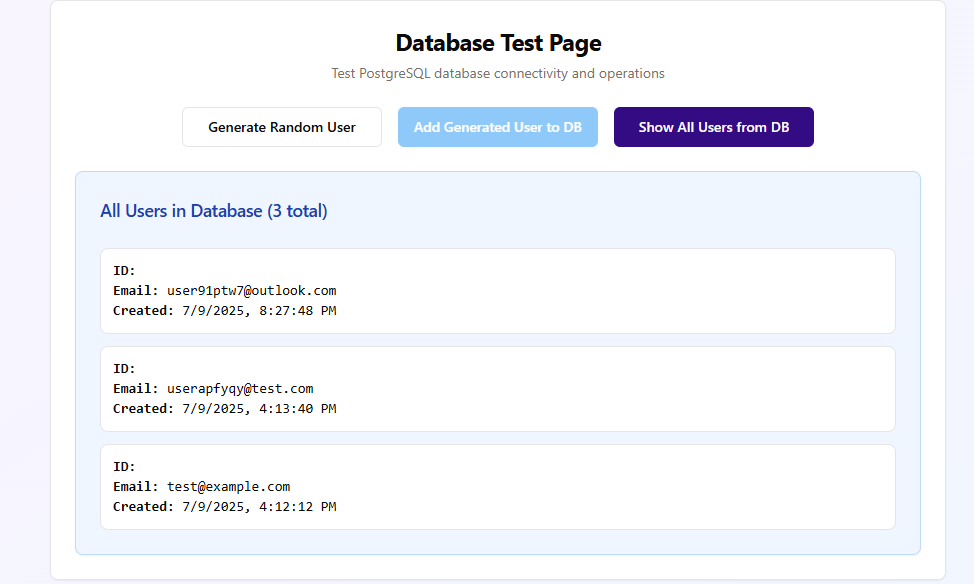 Database Test Page
Test PostgreSQL database connectivity and operations
Generate Random User
Add Generated User to DB
Show All Users from DB
All Users in Database (3 total)
ID:
Email: user91ptw7@outlook.com
Created: 7/9/2025, 8:27:48 PM
ID:
Email: userapfyqy@test.com
Created: 7/9/2025, 4:13:40 PM
ID:
Email: test@example.com
Created: 7/9/2025, 4:12:12 PM